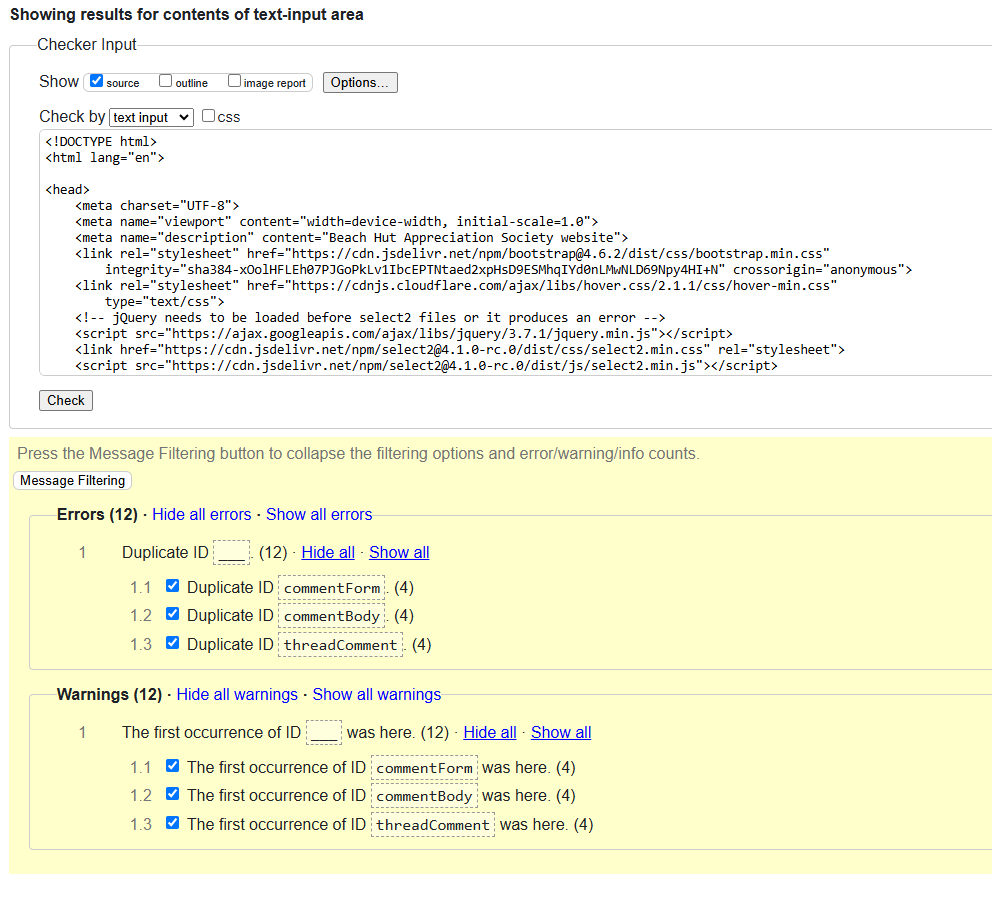 Showing results for contents of text-input area
Checker Input
Show source outline image report Options...
Check by text input css
<!DOCTYPE html>
<html lang="en">
<head>
<meta charset="UTF-8">
<meta name="viewport" content="width=device-width, initial-scale=1.0">
<meta name="description" content="Beach Hut Appreciation Society website">
<link rel="stylesheet" href="https://cdn.jsdelivr.net/npm/bootstrap@4.6.2/dist/css/bootstrap.min.css"
integrity="sha384-xOolHFLEh07PJGoPkLv1IbcEPTNtaed2xpHsD9ESMhqIYd0nLMwNLD69Npy4HI+N" crossorigin="anonymous">
<link rel="stylesheet" href="https://cdnjs.cloudflare.com/ajax/libs/hover.css/2.1.1/css/hover-min.css"
type="text/css">
<!-- jQuery needs to be loaded before select2 files or it produces an error -->
<script src="https://ajax.googleapis.com/ajax/libs/jquery/3.7.1/jquery.min.js"></script>
<link href="https://cdn.jsdelivr.net/npm/select2@4.1.0-rc.0/dist/css/select2.min.css" rel="stylesheet">
<script src="https://cdn.jsdelivr.net/npm/select2@4.1.0-rc.0/dist/js/select2.min.js"></script>
Check
Press the Message Filtering button to collapse the filtering options and error/warning/info counts.
Message Filtering
Errors (12) · Hide all errors · Show all errors
1 Duplicate ID ___. (12) · Hide all · Show all
1.1 Duplicate ID commentForm. (4)
1.2 Duplicate ID commentBody. (4)
1.3 Duplicate ID threadComment. (4)
Warnings (12) · Hide all warnings · Show all warnings
1 The first occurrence of ID ___ was here. (12) · Hide all · Show all
1.1 The first occurrence of ID commentForm was here. (4)
1.2 The first occurrence of ID commentBody was here. (4)
1.3 The first occurrence of ID threadComment was here. (4)